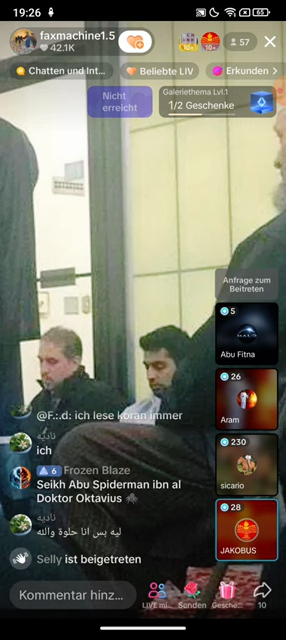 19:26
65
faxmachine1.5
42.1K
10+
57
Chatten und Int...
Beliebte LIV
Erkunden
Nicht
erreicht
Galeriethema Lvl.1
1/2 Geschenke
Anfrage zum
Beitreten
5
HALO
Abu Fitna
26
Aram
230
sicario
28
JAKOBUS
@F.:.d: ich lese koran immer
نادية
ich
6 Frozen Blaze
Seikh Abu Spiderman ibn al
Doktor Oktavius 🕷
نادية
ليه بس انا حلوة والله
Selly ist beigetreten
Kommentar hinz...
LIVE mi...
Senden
Gesche...
10